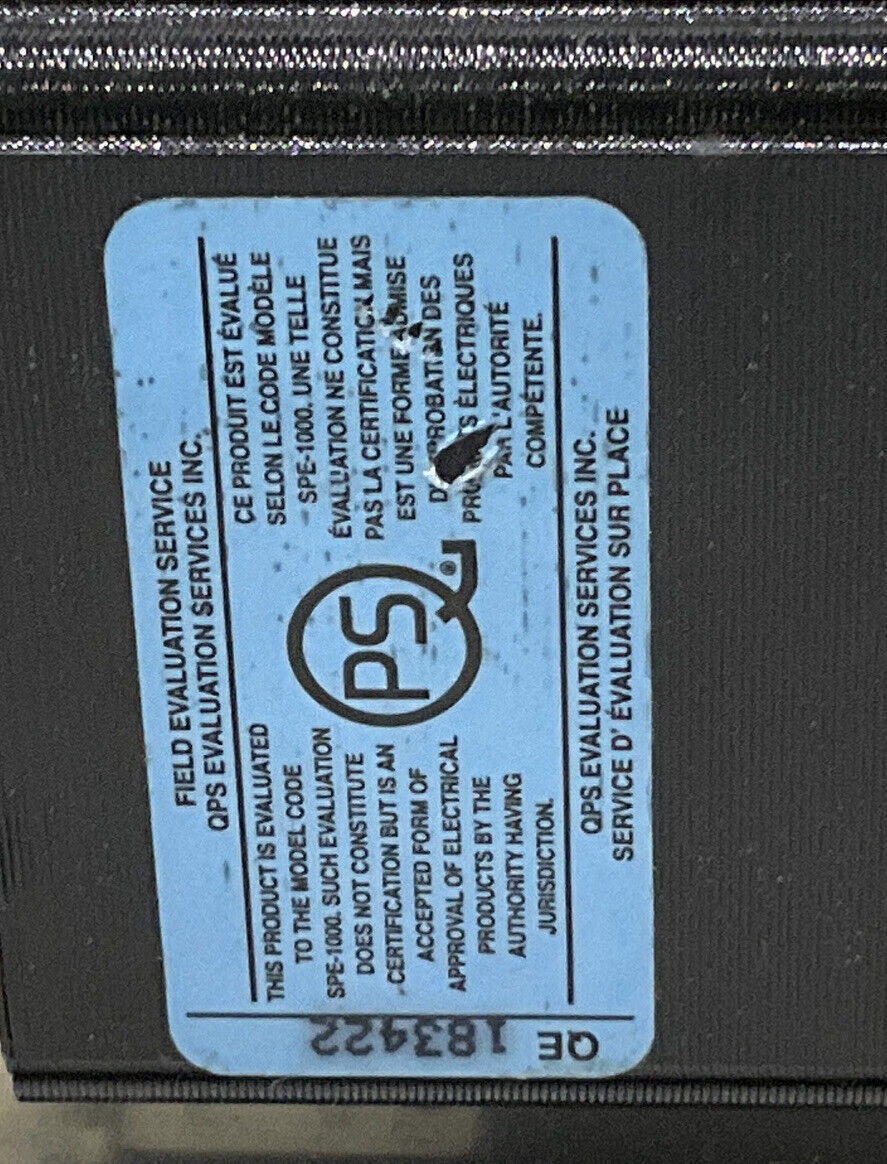 FIELD EVALUATION SERVICE
QPS EVALUATION SERVICES INC.
THIS PRODUCT IS EVALUATED
TO THE MODEL CODE
SPE-1000. SUCH EVALUATION
DOES NOT CONSTITUTE
CERTIFICATION BUT IS AN
ACCEPTED FORM OF
APPROVAL OF ELECTRICAL
PRODUCTS BY THE
AUTHORITY HAVING
JURISDICTION.
QPS®
CE PRODUIT EST ÉVALUÉ
SELON LE CODE MODÈLE
SPE-1000. UNE TELLE
ÉVALUATION NE CONSTITUE
PAS LA CERTIFICATION MAIS
EST UNE FORME ADMISE
DES
ÉLECTRIQUES
PAR L'AUTORITÉ
COMPÉTENTE.
QPS EVALUATION SERVICES INC.
SERVICE D' ÉVALUATION SUR PLACE
QE 183422